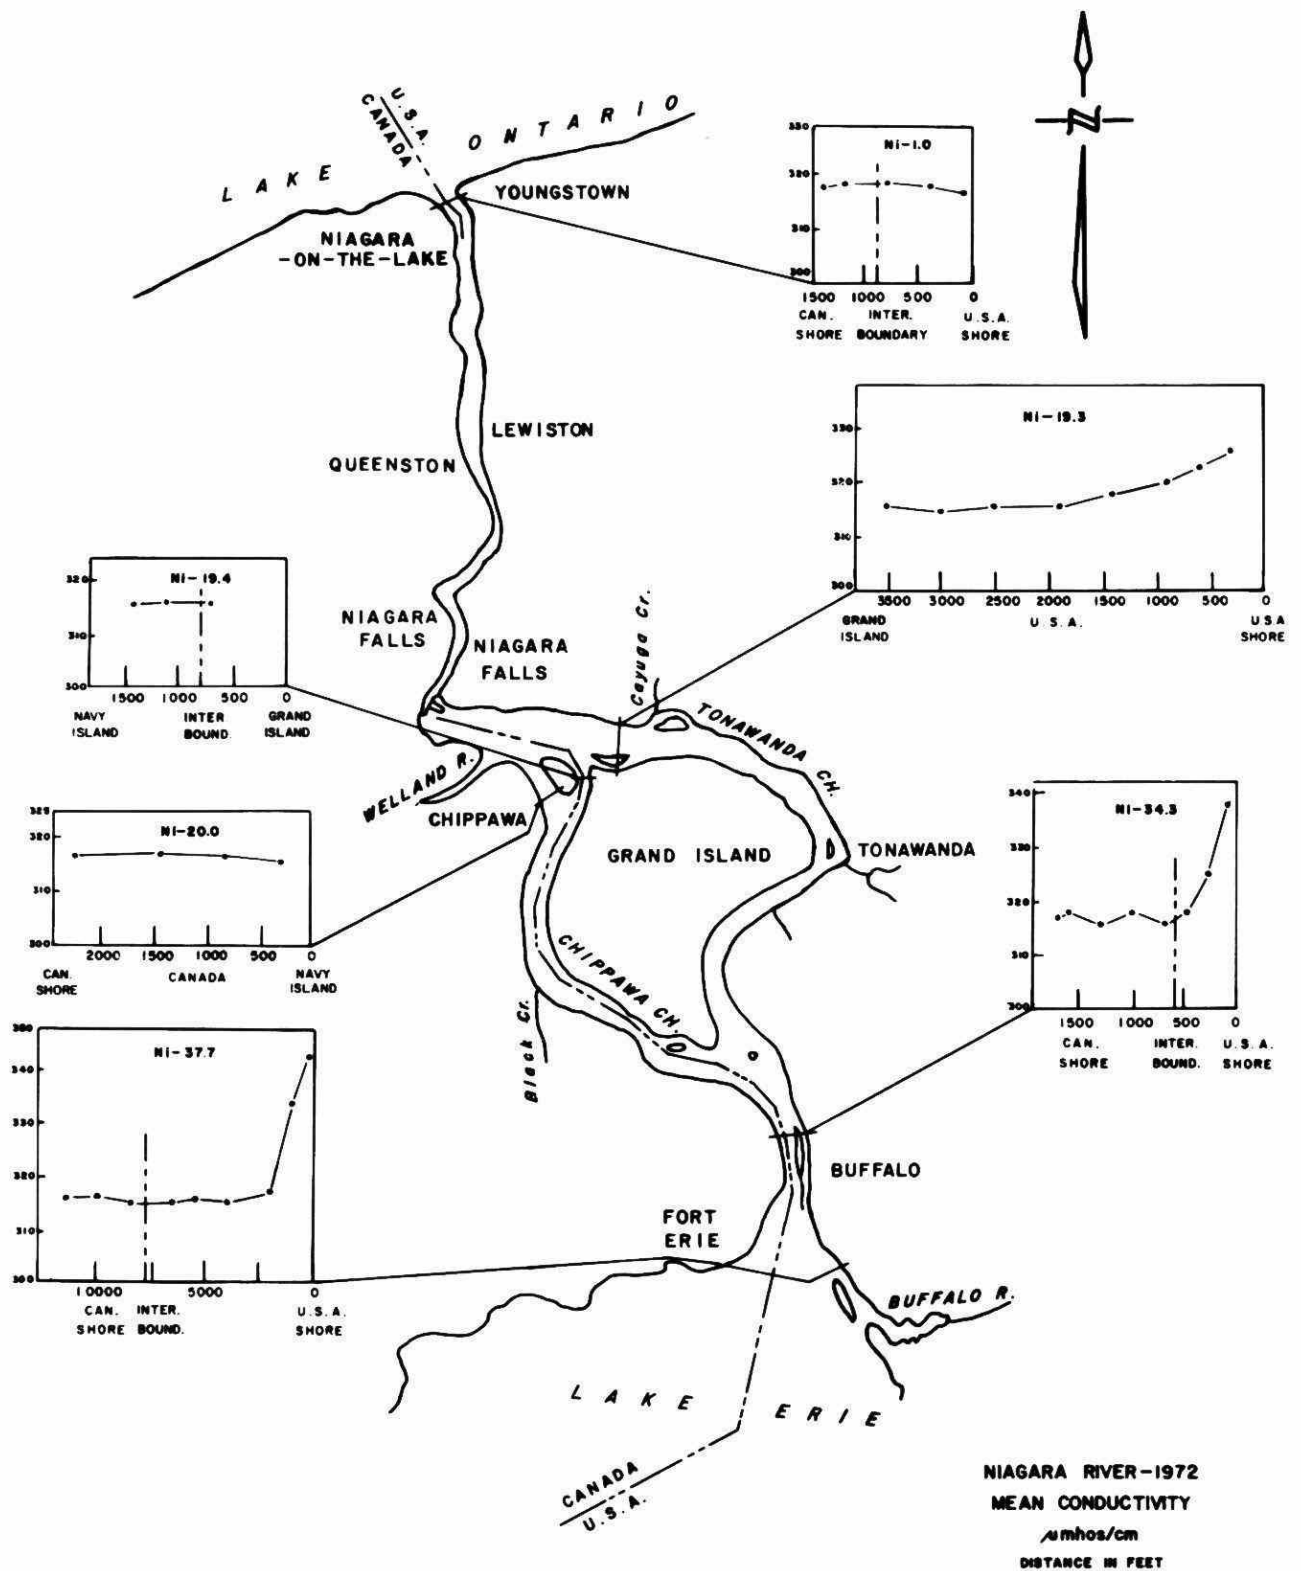 U.S.A.
CANADA
LAKE ONTARIO
YOUNGSTOWN
NIAGARA
-ON-THE-LAKE
N
330
Ni-1.0
320
310
300
1500 1000 500 0
CAN. INTER. U.S.A.
SHORE BOUNDARY SHORE
LEWISTON
QUEENSTON
Ni-19.3
330
320
310
300
3500 3000 2500 2000 1500 1000 500 0
GRAND U.S.A. U.S.A
ISLAND SHORE
Ni-19.4
320
310
300
1500 1000 500 0
NAVY INTER GRAND
ISLAND BOUND. ISLAND
NIAGARA
FALLS
NIAGARA
FALLS
Cayuga Cr.
TONAWANDA CH.
WELLAND R.
CHIPPAWA
GRAND ISLAND
TONAWANDA
325
Ni-20.0
320
310
300
2000 1500 1000 500 0
CAN. CANADA NAVY
SHORE ISLAND
340
Ni-34.3
330
320
310
300
1500 1000 500 0
CAN. INTER. U.S.A.
SHORE BOUND. SHORE
CHIPPAWA CH.
Black Cr.
Ni-37.7
340
330
320
310
300
10000 5000 0
CAN. INTER. U.S.A.
SHORE BOUND. SHORE
BUFFALO
FORT
ERIE
BUFFALO R.
LAKE ERIE
CANADA
U.S.A.
NIAGARA RIVER-1972
MEAN CONDUCTIVITY
μmhos/cm
DISTANCE IN FEET